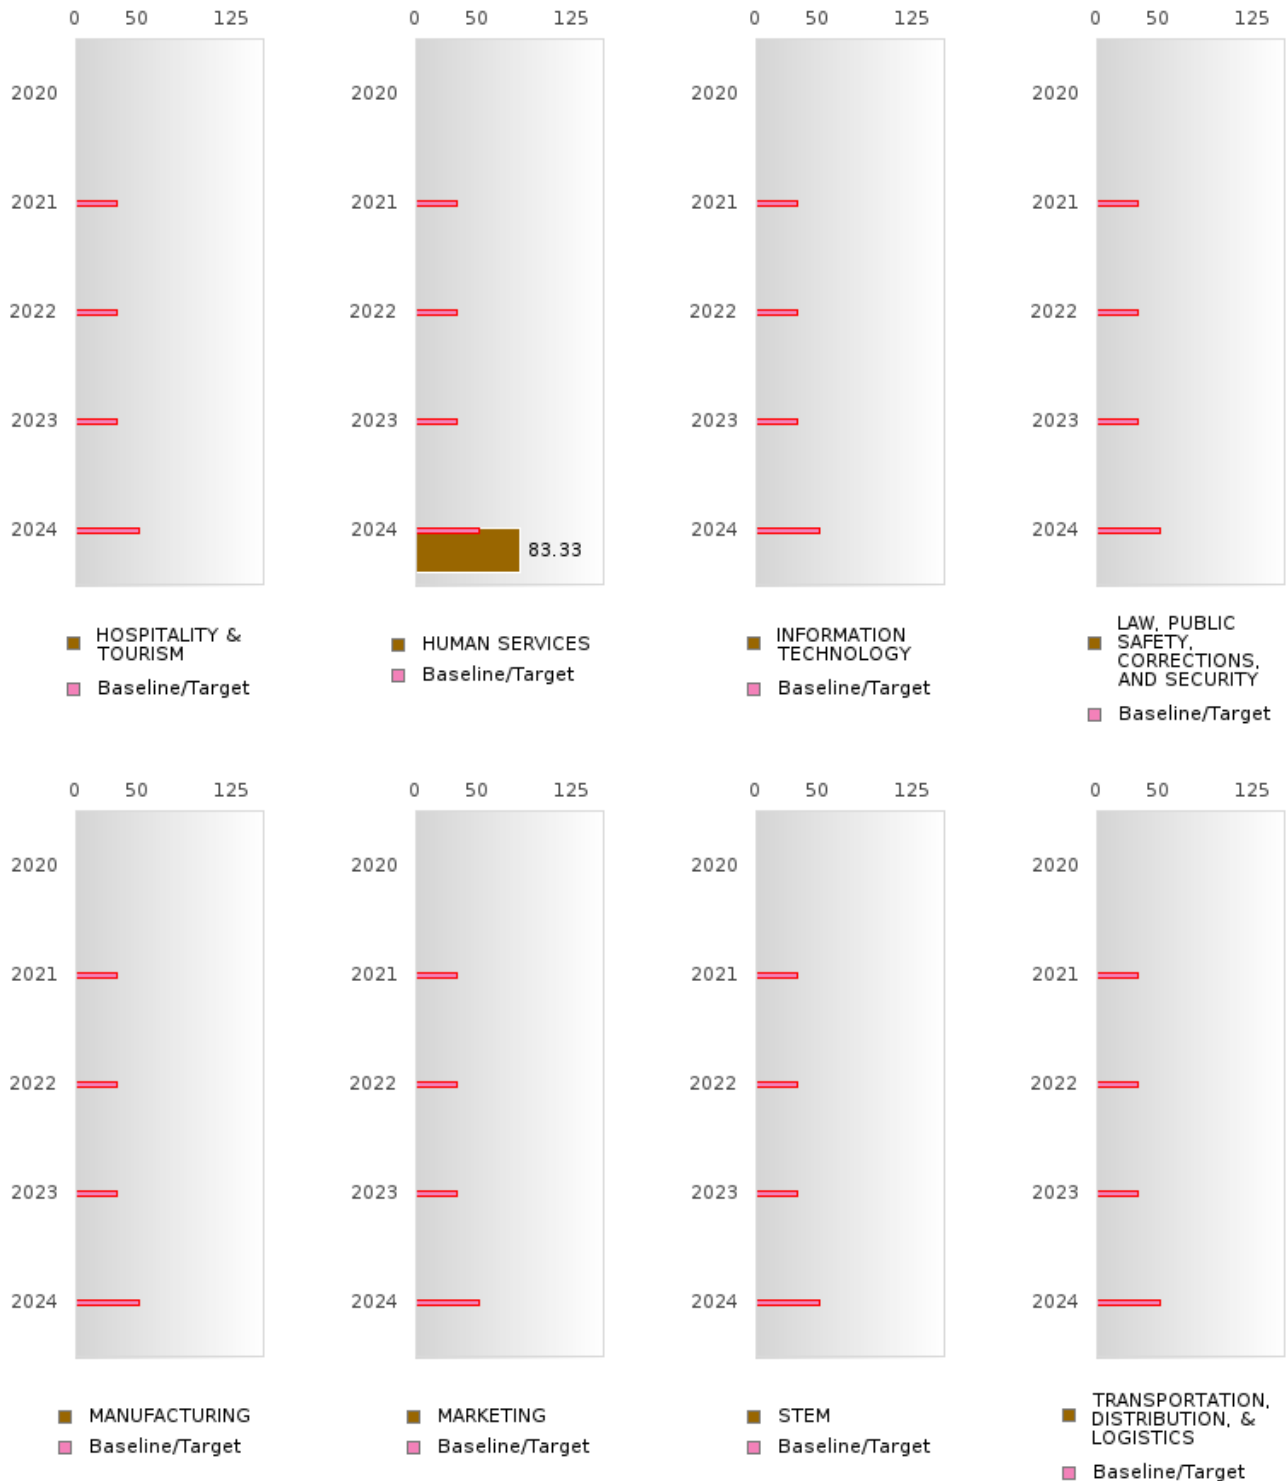 0 50 125
2020
2021
2022
2023
2024
HOSPITALITY &
TOURISM
Baseline/Target
0 50 125
2020
2021
2022
2023
2024
83.33
HUMAN SERVICES
Baseline/Target
0 50 125
2020
2021
2022
2023
2024
INFORMATION
TECHNOLOGY
Baseline/Target
0 50 125
2020
2021
2022
2023
2024
LAW, PUBLIC
SAFETY,
CORRECTIONS,
AND SECURITY
Baseline/Target
0 50 125
2020
2021
2022
2023
2024
MANUFACTURING
Baseline/Target
0 50 125
2020
2021
2022
2023
2024
MARKETING
Baseline/Target
0 50 125
2020
2021
2022
2023
2024
STEM
Baseline/Target
0 50 125
2020
2021
2022
2023
2024
TRANSPORTATION,
DISTRIBUTION, &
LOGISTICS
Baseline/Target